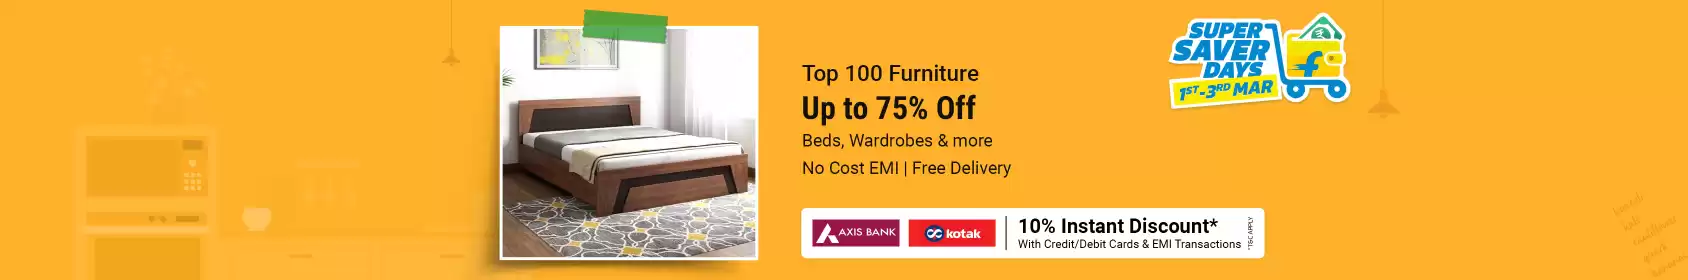 Top 100 Furniture
Up to 75% Off
Beds, Wardrobes & more
No Cost EMI | Free Delivery
AXIS BANK
kotak
10% Instant Discount*
With Credit/Debit Cards & EMI Transactions
*T&C APPLY
SUPER
SAVER
DAYS
1ST-3RD MAR